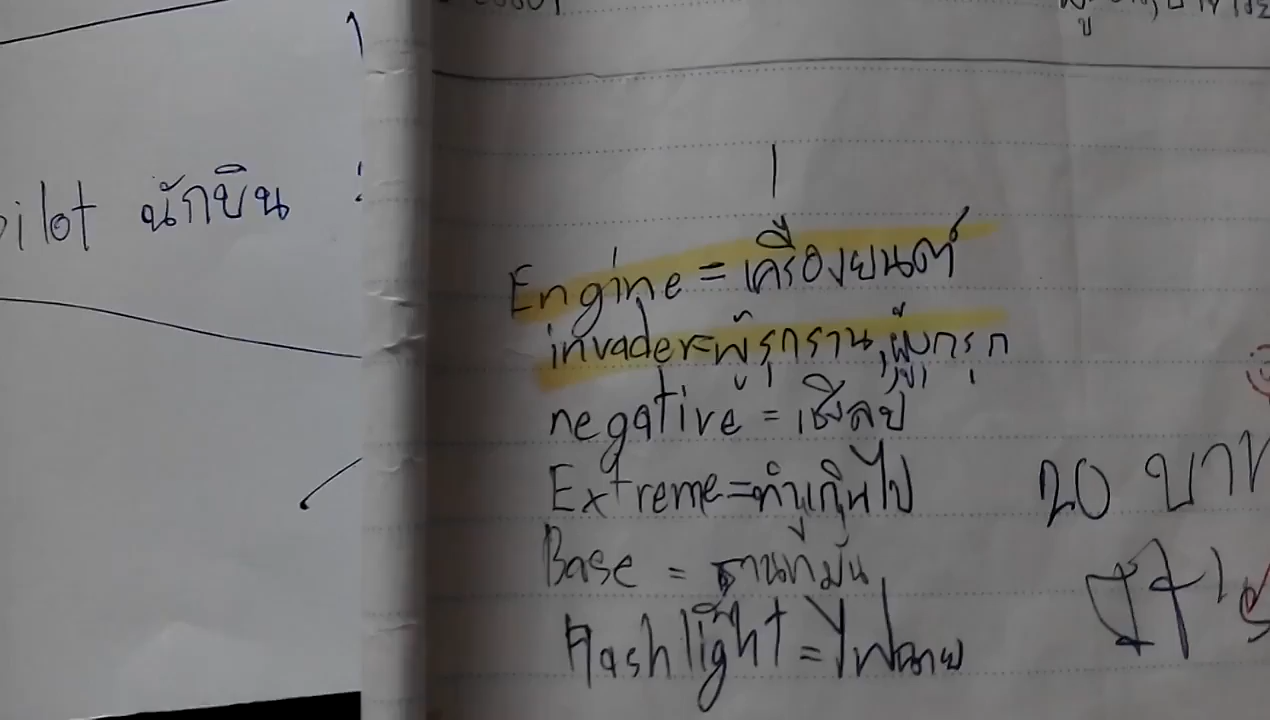 pilot นักบิน
Engine = เครื่องยนต์
invader=ผู้รุกราน,ผู้บุกรุก
negative = เชิงลบ
Extreme=ทำเกินไป
Base = ฐานที่มั่น
Flashlight = ไฟฉาย
20 บาท